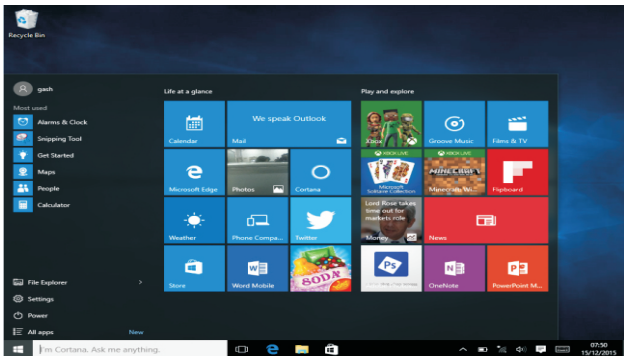 Recycle Bin
gash
Most used
Alarms & Clock
Snipping Tool
Get Started
Maps
People
Calculator
File Explorer
Settings
Power
All apps
New
Life at a glance
Calendar
We speak Outlook
Mail
Microsoft Edge
Photos
Cortana
Weather
Phone Compa...
Twitter
Store
Word Mobile
SODA
Play and explore
Xbox
Groove Music
Films & TV
XBOX LIVE
Microsoft
Solitaire Collection
XBOX LIVE
MINECRAFT
Minecraft Wi...
Flipboard
Lord Rose takes
time out for
markets role
Money
News
Ps
OneNote
PowerPoint M...
I'm Cortana. Ask me anything.
07:50
15/12/2015